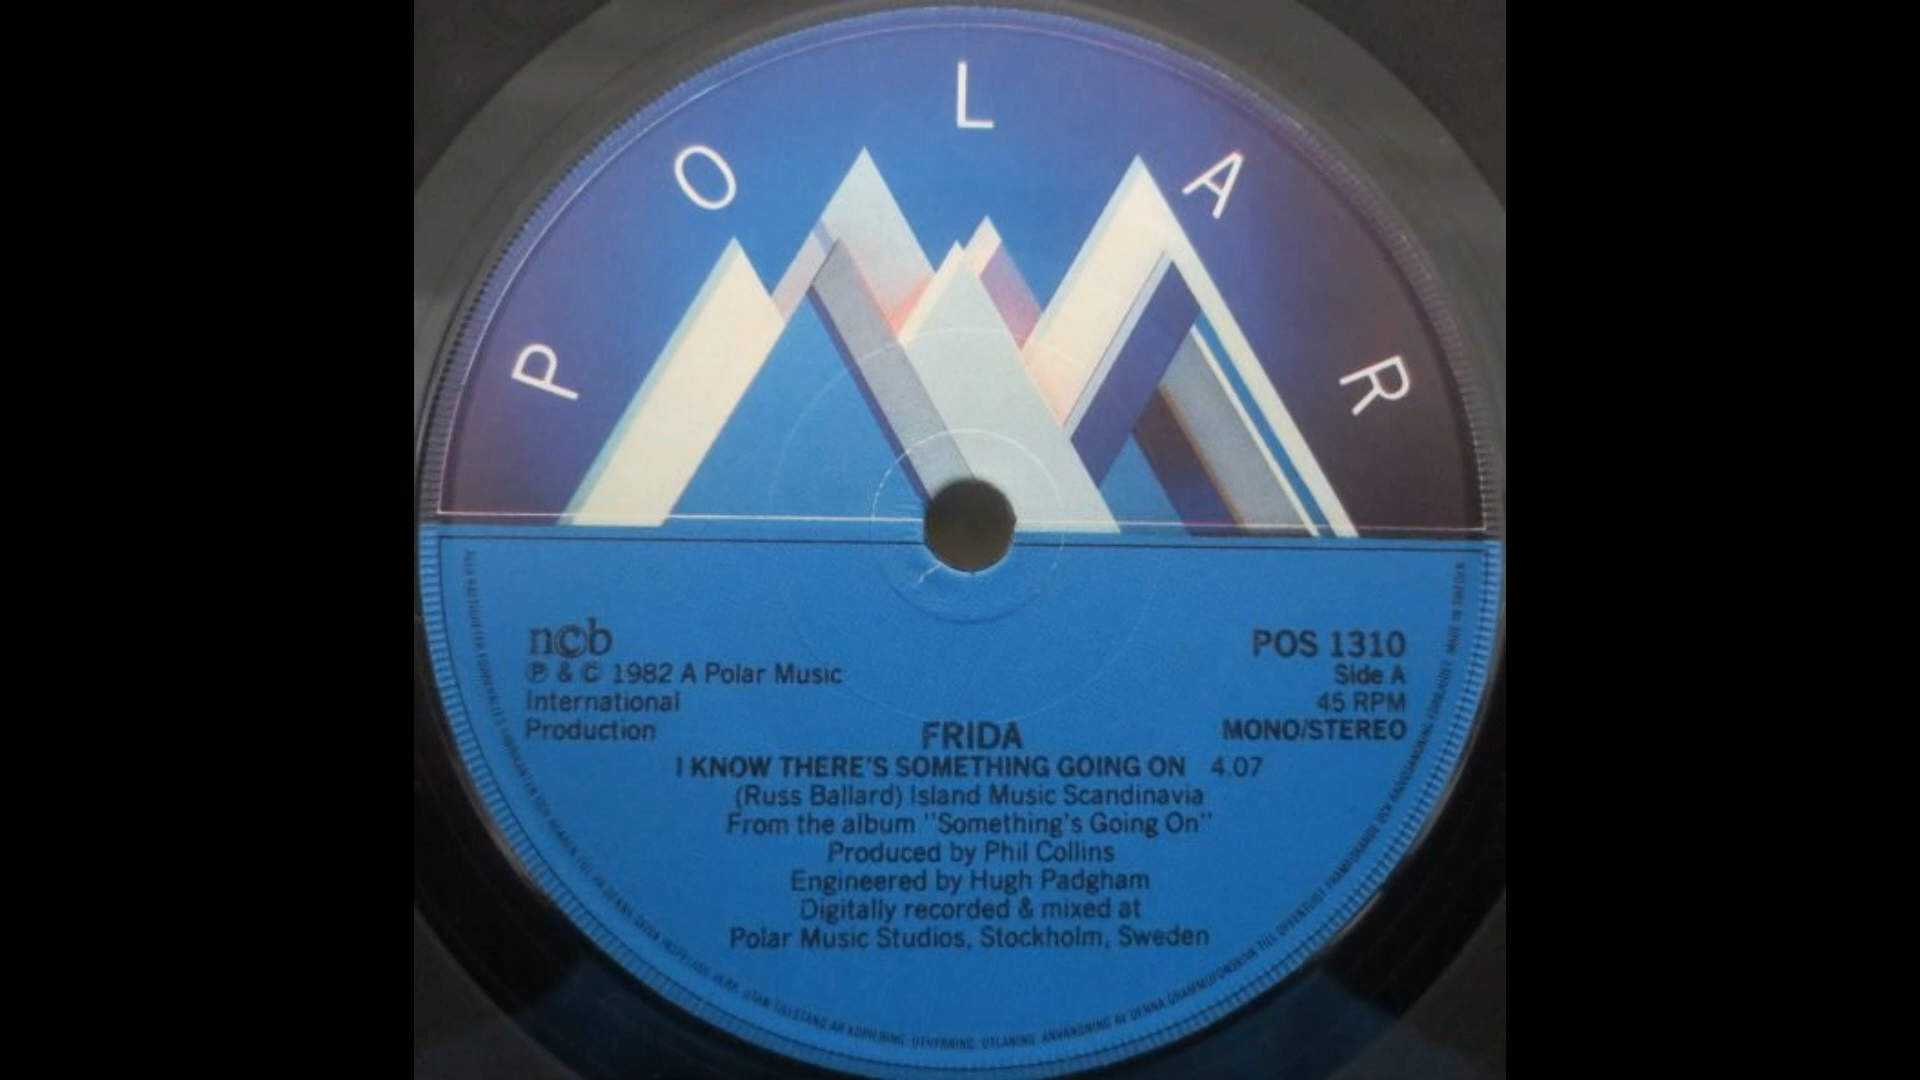 POLAR
ncb
℗ & © 1982 A Polar Music
International
Production
POS 1310
Side A
45 RPM
MONO/STEREO
FRIDA
I KNOW THERE'S SOMETHING GOING ON 4.07
(Russ Ballard) Island Music Scandinavia
From the album "Something's Going On"
Produced by Phil Collins
Engineered by Hugh Padgham
Digitally recorded & mixed at
Polar Music Studios, Stockholm, Sweden